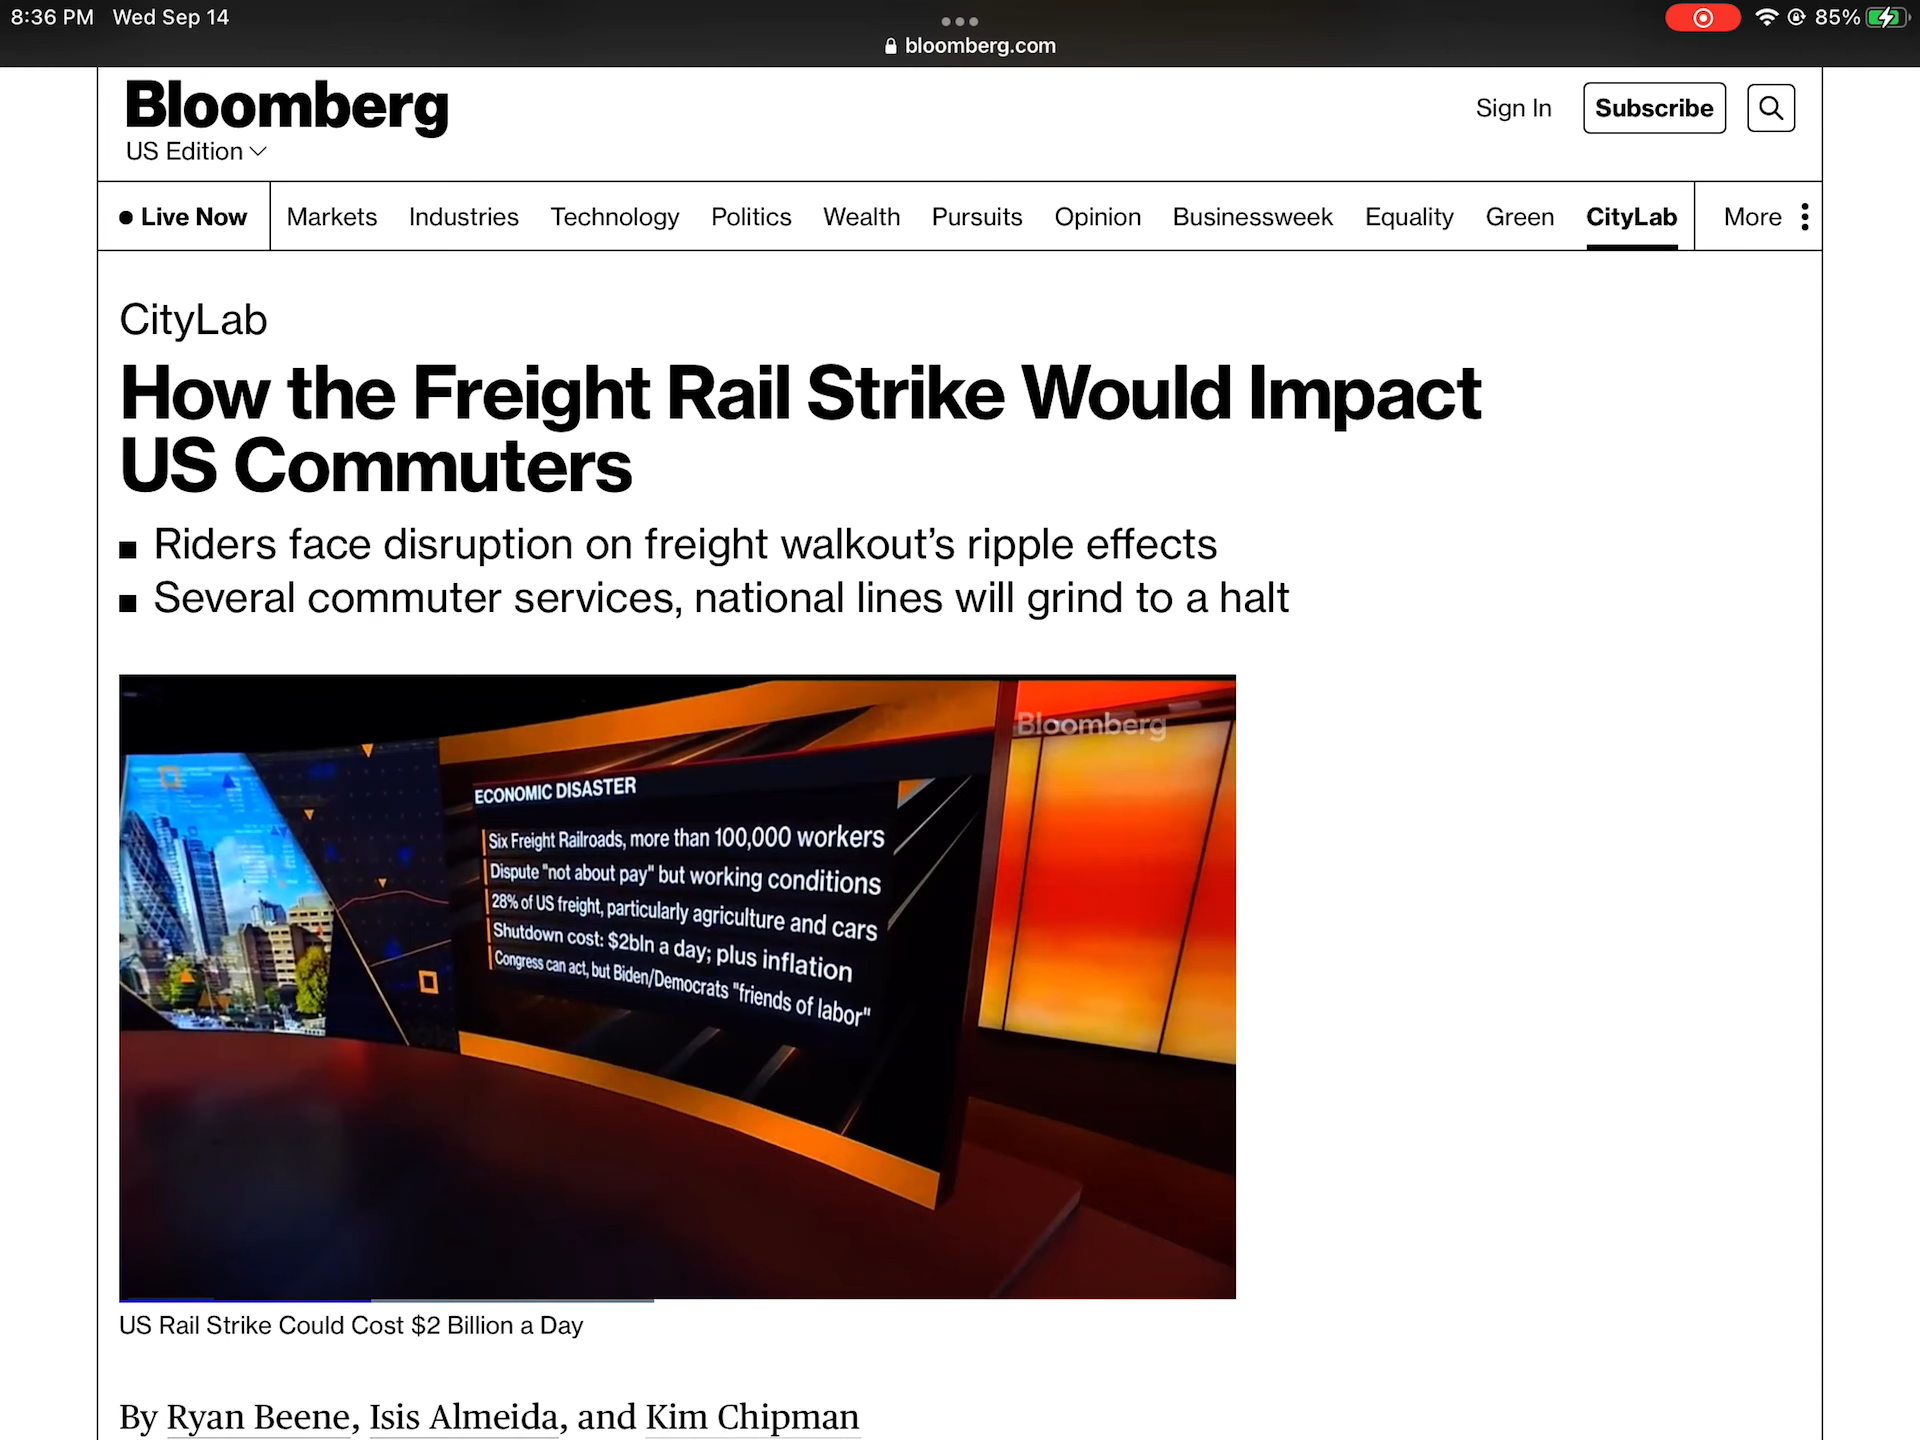 8:36 PM Wed Sep 14
85%
bloomberg.com
Bloomberg
US Edition
Sign In
Subscribe
Live Now
Markets
Industries
Technology
Politics
Wealth
Pursuits
Opinion
Businessweek
Equality
Green
CityLab
More
CityLab
How the Freight Rail Strike Would Impact
US Commuters
Riders face disruption on freight walkout’s ripple effects
Several commuter services, national lines will grind to a halt
Bloomberg
ECONOMIC DISASTER
Six Freight Railroads, more than 100,000 workers
Dispute "not about pay" but working conditions
28% of US freight, particularly agriculture and cars
Shutdown cost: $2bln a day; plus inflation
Congress can act, but Biden/Democrats "friends of labor"
US Rail Strike Could Cost $2 Billion a Day
By Ryan Beene, Isis Almeida, and Kim Chipman